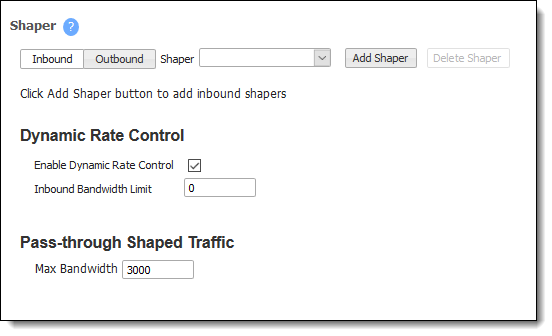 Shaper ?
Inbound Outbound Shaper Add Shaper Delete Shaper
Click Add Shaper button to add inbound shapers
Dynamic Rate Control
Enable Dynamic Rate Control
Inbound Bandwidth Limit 0
Pass-through Shaped Traffic
Max Bandwidth 3000